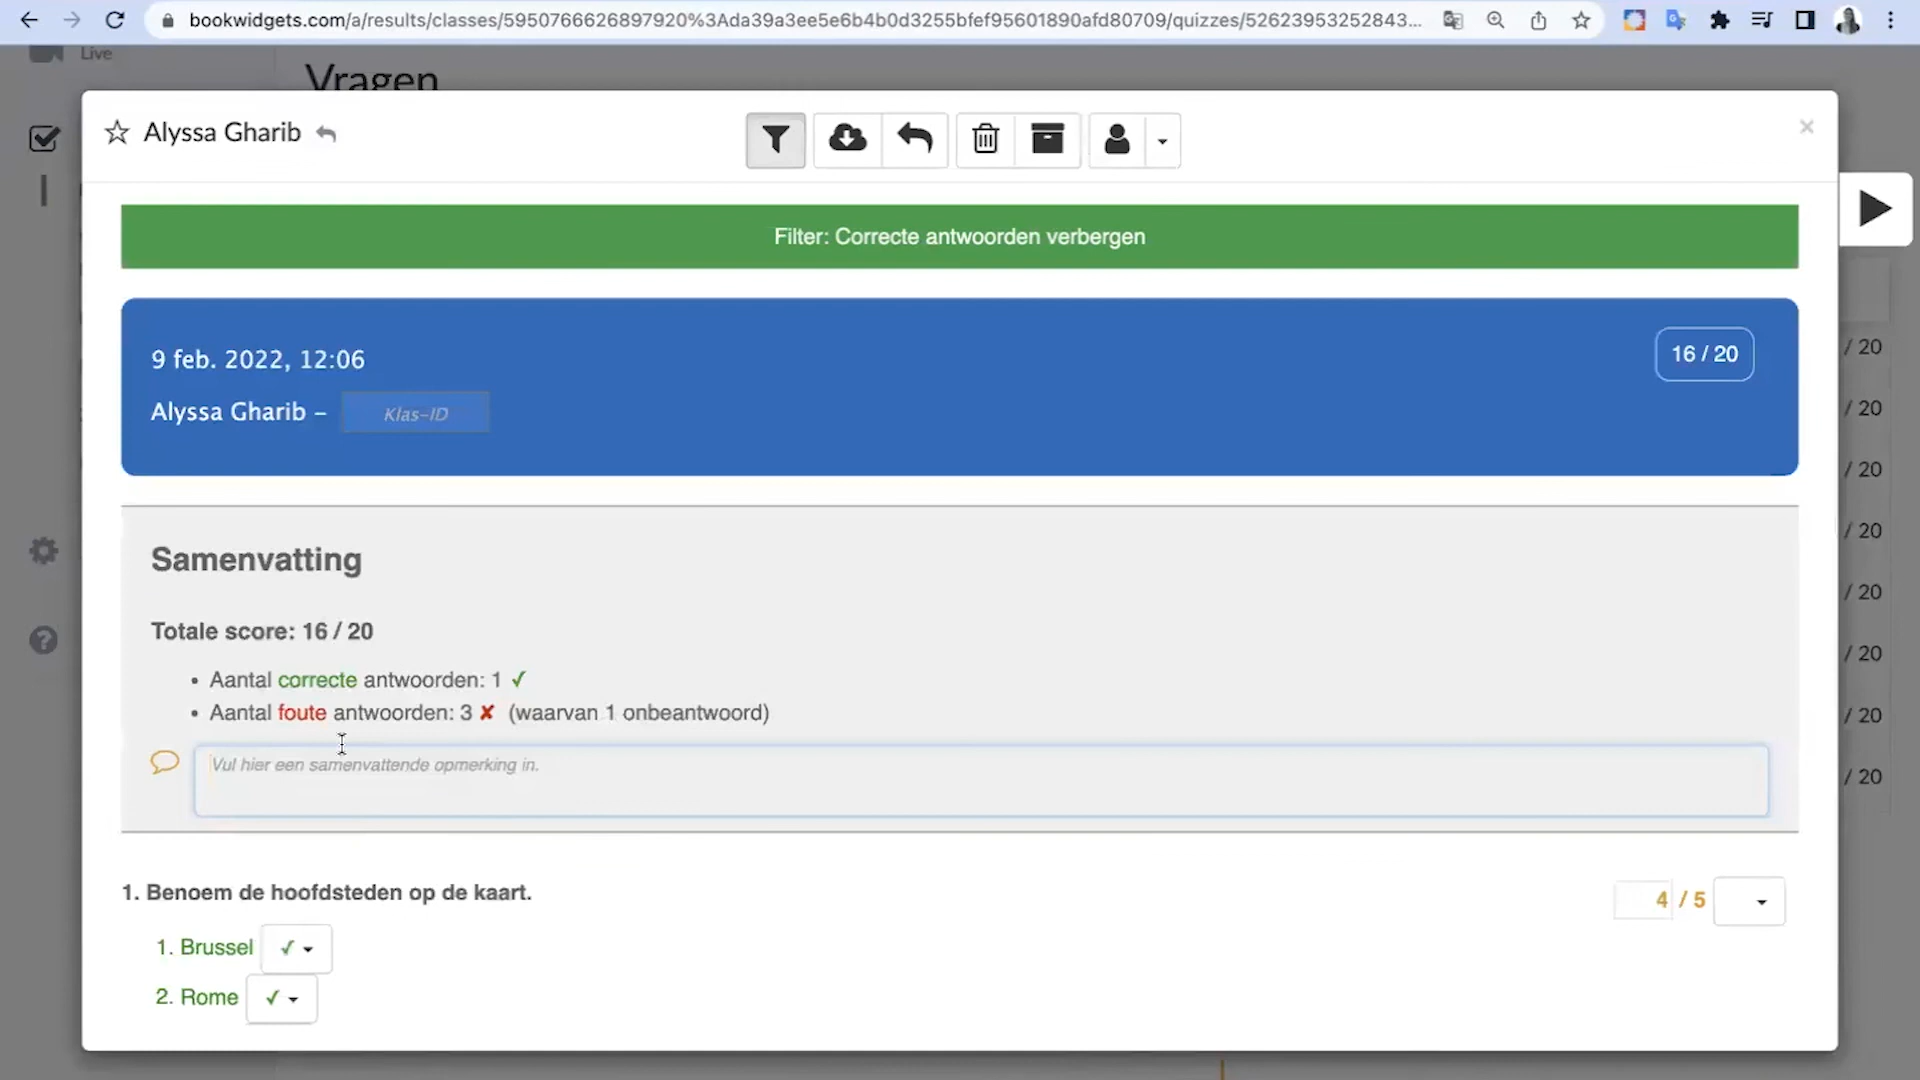 bookwidgets.com/a/results/classes/5950766626897920%3Ada39a3ee5e6b4b0d3255bfef95601890afd80709/quizzes/52623953252843...
Live
Vragen
Alyssa Gharib
Filter: Correcte antwoorden verbergen
9 feb. 2022, 12:06
16 / 20
Alyssa Gharib –
Klas-ID
Samenvatting
Totale score: 16 / 20
• Aantal correcte antwoorden: 1 ✓
• Aantal foute antwoorden: 3 ✘ (waarvan 1 onbeantwoord)
Vul hier een samenvattende opmerking in.
1. Benoem de hoofdsteden op de kaart.
4 / 5
1. Brussel ✓
2. Rome ✓
/ 20
/ 20
/ 20
/ 20
/ 20
/ 20
/ 20
/ 20